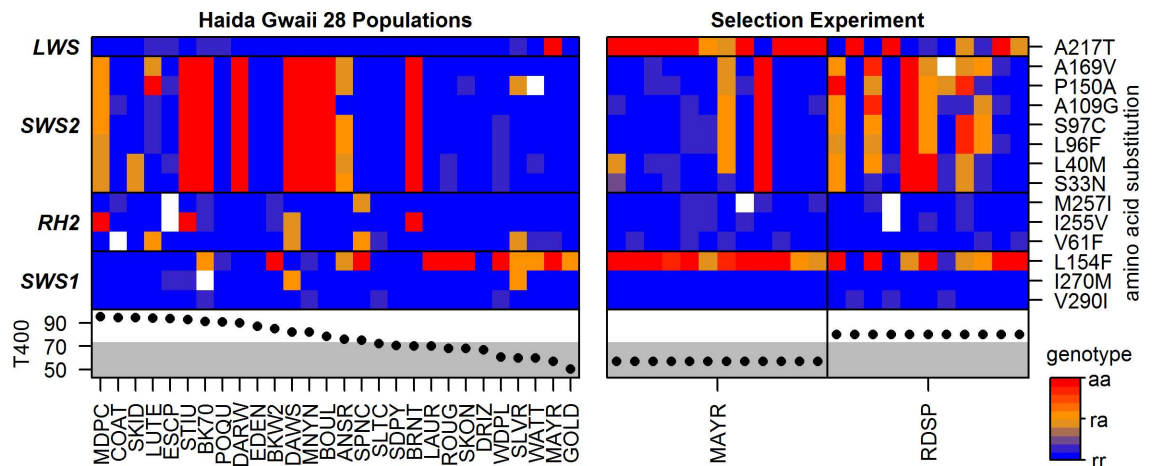 Haida Gwaii 28 Populations
Selection Experiment
LWS
SWS2
RH2
SWS1
A217T
A169V
P150A
A109G
S97C
L96F
L40M
S33N
M257I
I255V
V61F
L154F
I270M
V290I
amino acid substitution
T400
90
70
50
MDPC
COAT
SKID
LUTE
ESCP
STIU
BK70
POQU
DARW
EDEN
BKW2
DAWS
MNYN
BOUL
ANSR
SPNC
SLTC
SDPY
BRNT
LAUR
ROUG
SKON
DRIZ
WDPL
SLVR
WATT
MAYR
GOLD
MAYR
RDSP
genotype
aa
ra
rr